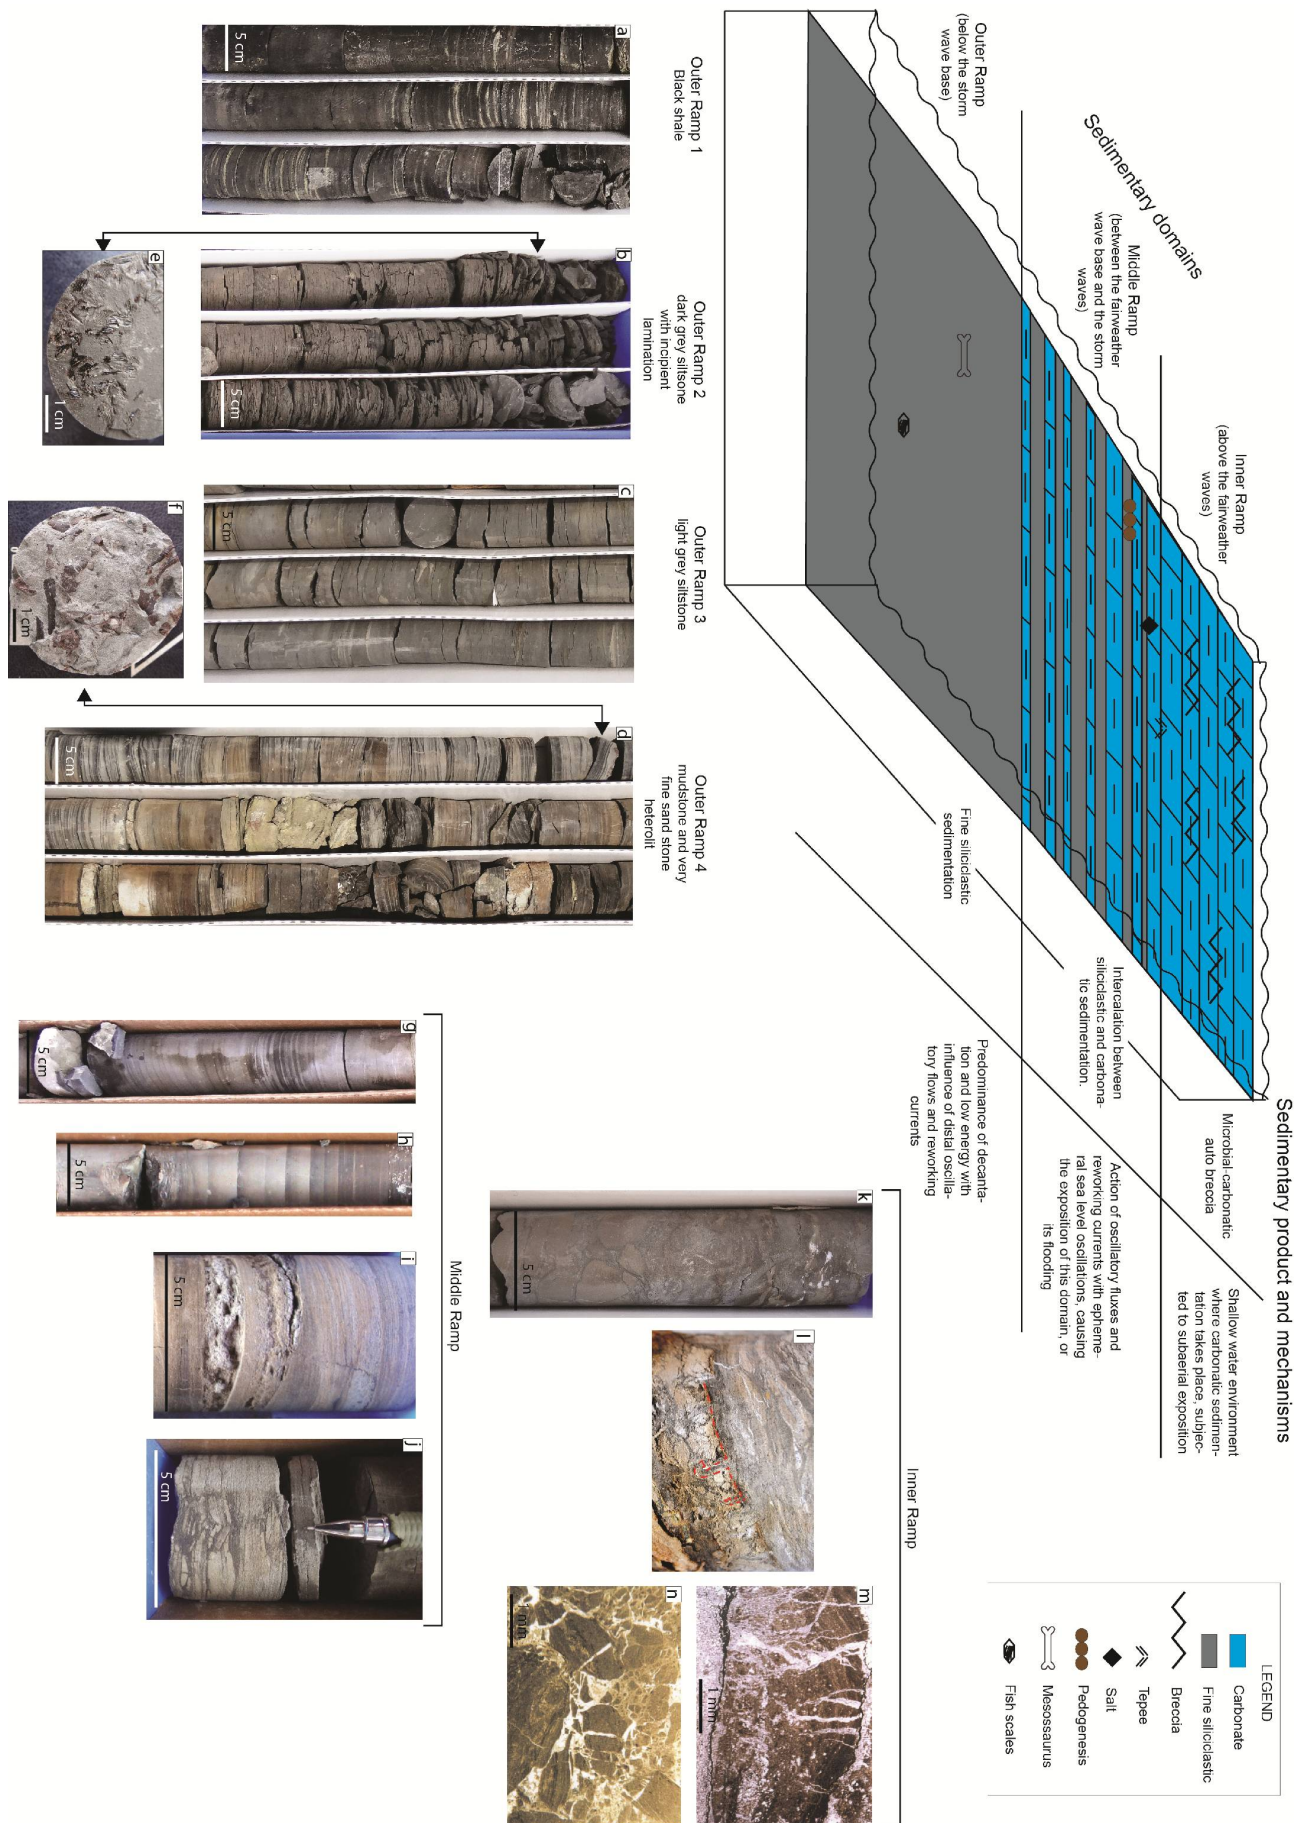 Sedimentary domains
Outer Ramp
(below the storm
wave base)
Middle Ramp
(between the fairweather
wave base and the storm
waves)
Inner Ramp
(above the fairweather
waves)
Sedimentary product and mechanisms
Fine siliciclastic
sedimentation
Intercalation between
siliciclastic and carbona-
tic sedimentation.
Microbial-carbonatic
auto breccia
Predominance of decanta-
tion and low energy with
influence of distal oscilla-
tory flows and reworking
currents
Action of oscillatory fluxes and
reworking currents with epheme-
ral sea level oscillations, causing
the exposition of this domain, or
its flooding
Shallow water environment
where carbonatic sedimen-
tation takes place, subjec-
ted to subaerial exposition
LEGEND
Carbonate
Fine siliciclastic
Breccia
Tepee
Salt
Pedogenesis
Mesossaurus
Fish scales
Outer Ramp 1
Black shale
a
5 cm
Outer Ramp 2
dark grey siltsone
with incipient
lamination
b
5 cm
e
1 cm
Outer Ramp 3
light grey siltstone
c
5 cm
f
0
1 cm
Outer Ramp 4
mudstone and very
fine sand stone
heterolit
d
5 cm
Middle Ramp
g
5 cm
h
5 cm
i
5 cm
j
5 cm
Inner Ramp
k
5 cm
l
m
1 mm
n
1 mm